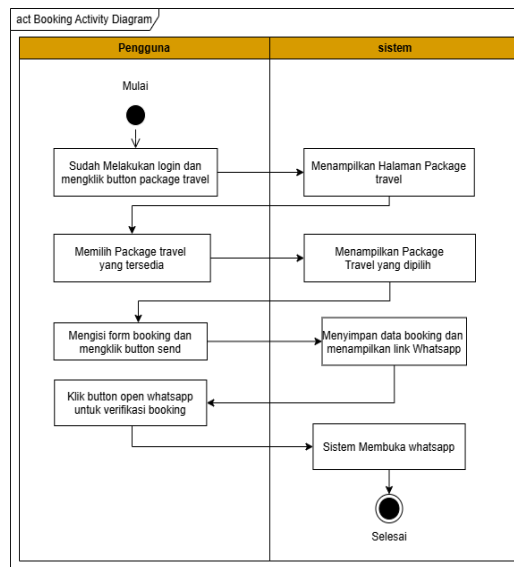 act Booking Activity Diagram
Pengguna
sistem
Mulai
Sudah Melakukan login dan
mengklik button package travel
Menampilkan Halaman Package
travel
Memilih Package travel
yang tersedia
Menampilkan Package
Travel yang dipilih
Mengisi form booking dan
mengklik button send
Menyimpan data booking dan
menampilkan link Whatsapp
Klik button open whatsapp
untuk verifikasi booking
Sistem Membuka whatsapp
Selesai